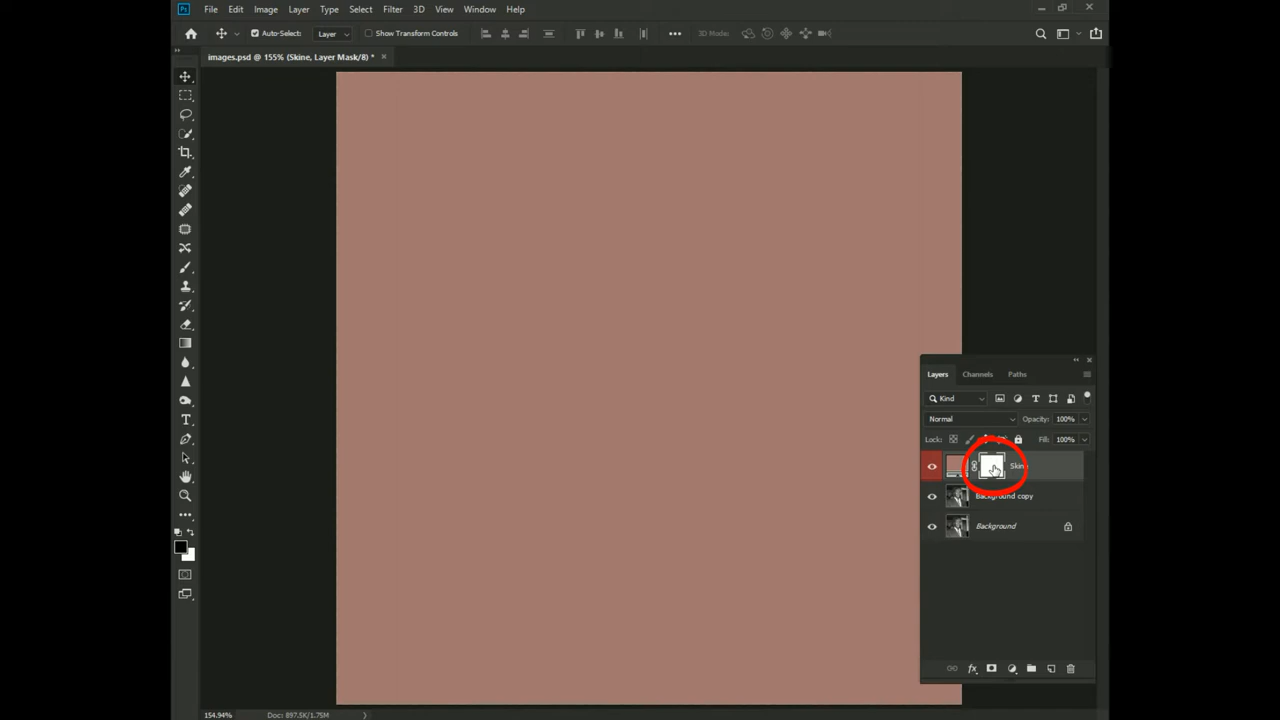 Ps File Edit Image Layer Type Select Filter 3D View Window Help
Auto-Select: Layer Show Transform Controls 3D Mode:
images.psd @ 155% (Skine, Layer Mask/8) *
Layers Channels Paths
Kind
Normal Opacity: 100%
Lock: Fill: 100%
Background copy
Background
fx
154.94% Doc: 897.5K/1.75M